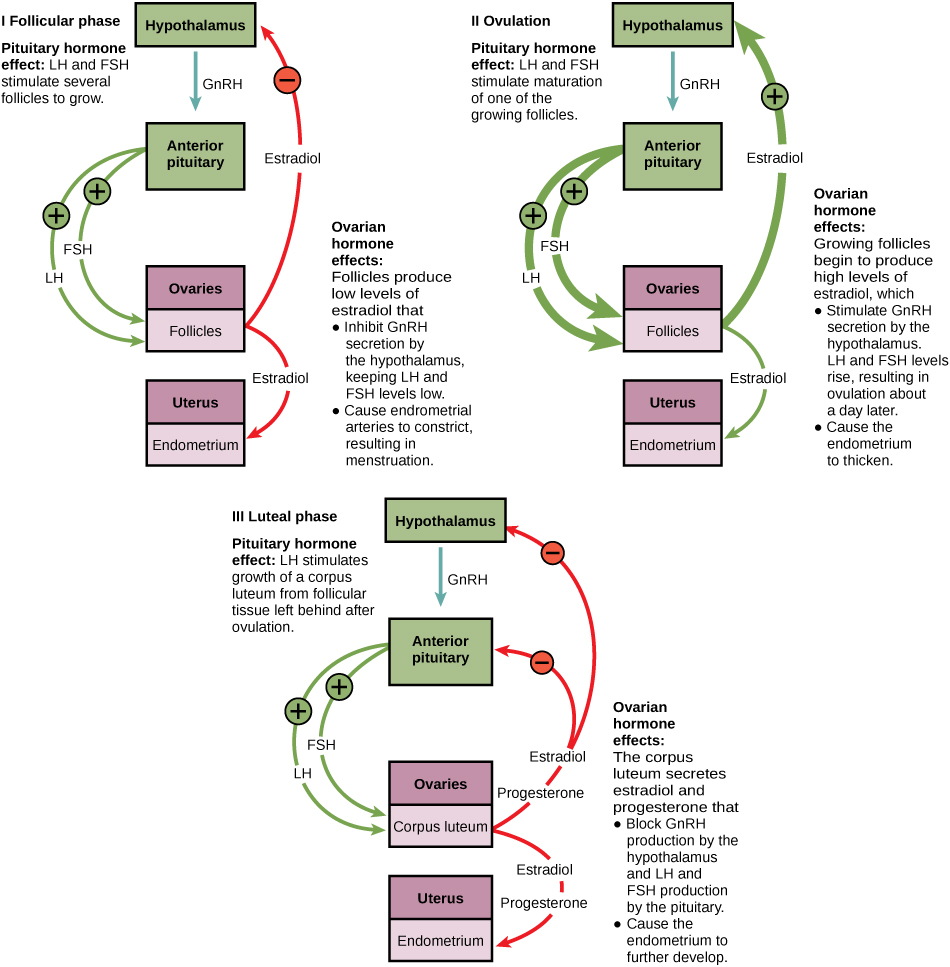 I Follicular phase
Pituitary hormone
effect: LH and FSH
stimulate several
follicles to grow.
Hypothalamus
GnRH
Anterior
pituitary
Estradiol
FSH
LH
Ovaries
Follicles
Estradiol
Uterus
Endometrium
Ovarian
hormone
effects:
Follicles produce
low levels of
estradiol that
● Inhibit GnRH
secretion by
the hypothalamus,
keeping LH and
FSH levels low.
● Cause endrometrial
arteries to constrict,
resulting in
menstruation.
II Ovulation
Pituitary hormone
effect: LH and FSH
stimulate maturation
of one of the
growing follicles.
Hypothalamus
GnRH
Anterior
pituitary
Estradiol
FSH
LH
Ovaries
Follicles
Estradiol
Uterus
Endometrium
Ovarian
hormone
effects:
Growing follicles
begin to produce
high levels of
estradiol, which
● Stimulate GnRH
secretion by the
hypothalamus.
LH and FSH levels
rise, resulting in
ovulation about
a day later.
● Cause the
endometrium
to thicken.
III Luteal phase
Pituitary hormone
effect: LH stimulates
growth of a corpus
luteum from follicular
tissue left behind after
ovulation.
Hypothalamus
GnRH
Anterior
pituitary
FSH
LH
Estradiol
Progesterone
Ovaries
Corpus luteum
Estradiol
Progesterone
Uterus
Endometrium
Ovarian
hormone
effects:
The corpus
luteum secretes
estradiol and
progesterone that
● Block GnRH
production by the
hypothalamus
and LH and
FSH production
by the pituitary.
● Cause the
endometrium to
further develop.